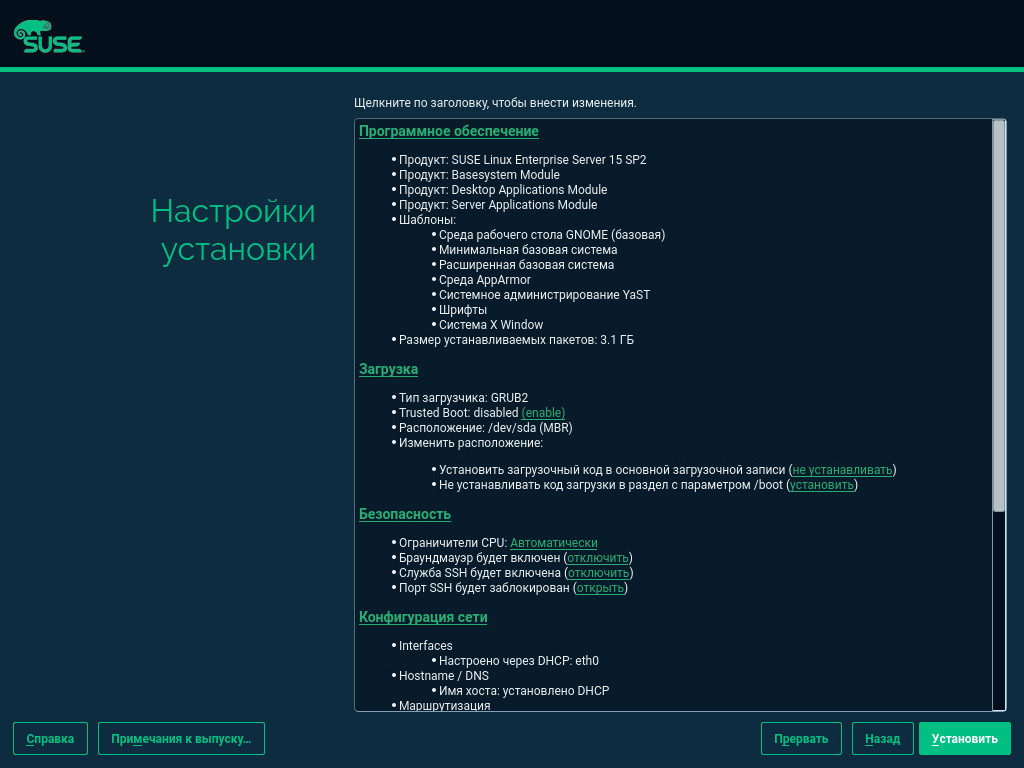 SUSE
Щелкните по заголовку, чтобы внести изменения.
Настройки
установки
Программное обеспечение
• Продукт: SUSE Linux Enterprise Server 15 SP2
• Продукт: Basesystem Module
• Продукт: Desktop Applications Module
• Продукт: Server Applications Module
• Шаблоны:
• Среда рабочего стола GNOME (базовая)
• Минимальная базовая система
• Расширенная базовая система
• Среда AppArmor
• Системное администрирование YaST
• Шрифты
• Система X Window
• Размер устанавливаемых пакетов: 3.1 ГБ
Загрузка
• Тип загрузчика: GRUB2
• Trusted Boot: disabled (enable)
• Расположение: /dev/sda (MBR)
• Изменить расположение:
• Установить загрузочный код в основной загрузочной записи (не устанавливать)
• Не устанавливать код загрузки в раздел с параметром /boot (установить)
Безопасность
• Ограничители CPU: Автоматически
• Браундмауэр будет включен (отключить)
• Служба SSH будет включена (отключить)
• Порт SSH будет заблокирован (открыть)
Конфигурация сети
• Interfaces
• Настроено через DHCP: eth0
• Hostname / DNS
• Имя хоста: установлено DHCP
• Маршрутизация
Справка
Примечания к выпуску...
Прервать
Назад
Установить